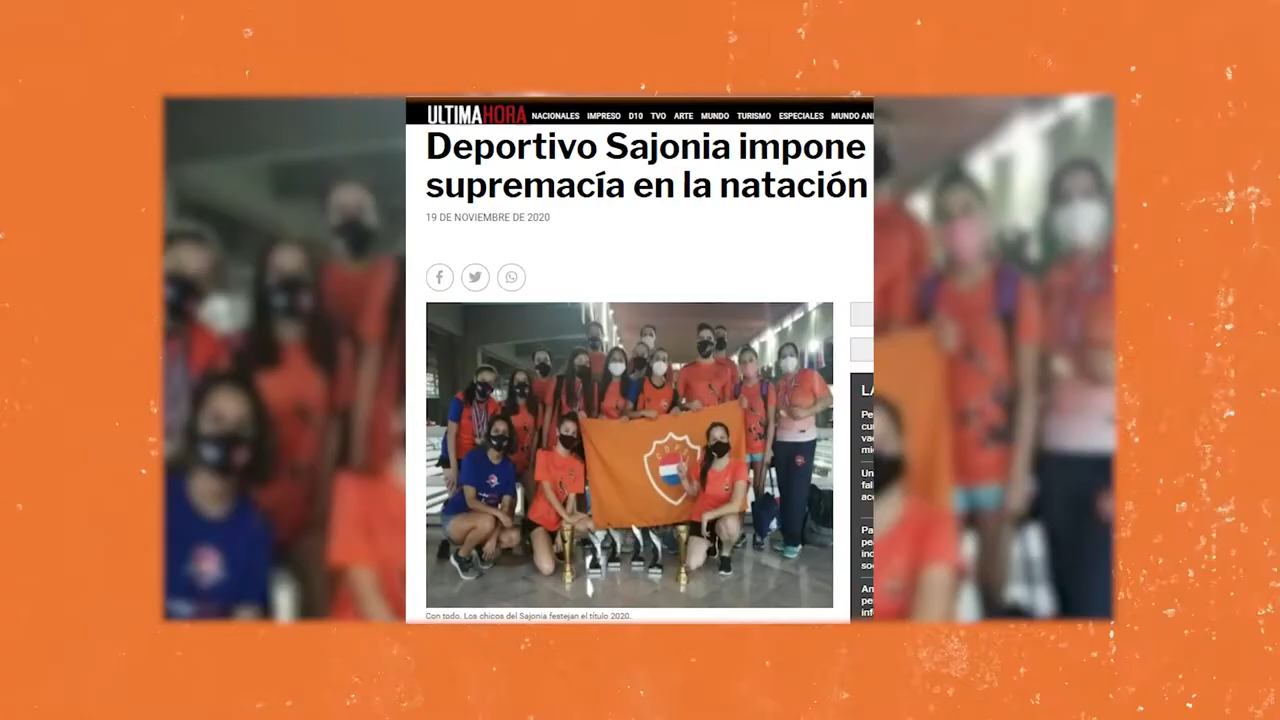 ULTIMAHORA NACIONALES IMPRESO D10 TVO ARTE MUNDO TURISMO ESPECIALES MUNDO
Deportivo Sajonia impone
supremacía en la natación
19 DE NOVIEMBRE DE 2020
Con todo. Los chicos del Sajonia festejan el título 2020.